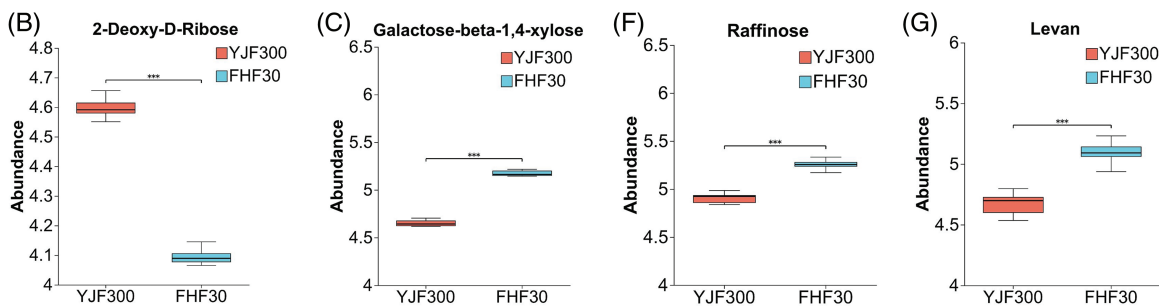 (B)
2-Deoxy-D-Ribose
YJF300
FHF30
***
Abundance
4.8
4.7
4.6
4.5
4.4
4.3
4.2
4.1
4
YJF300
FHF30
(C)
Galactose-beta-1,4-xylose
YJF300
FHF30
***
Abundance
6.5
6
5.5
5
4.5
4
YJF300
FHF30
(F)
Raffinose
YJF300
FHF30
***
Abundance
6.5
6
5.5
5
4.5
4
YJF300
FHF30
(G)
Levan
YJF300
FHF30
***
Abundance
6
5.5
5
4.5
4
YJF300
FHF30